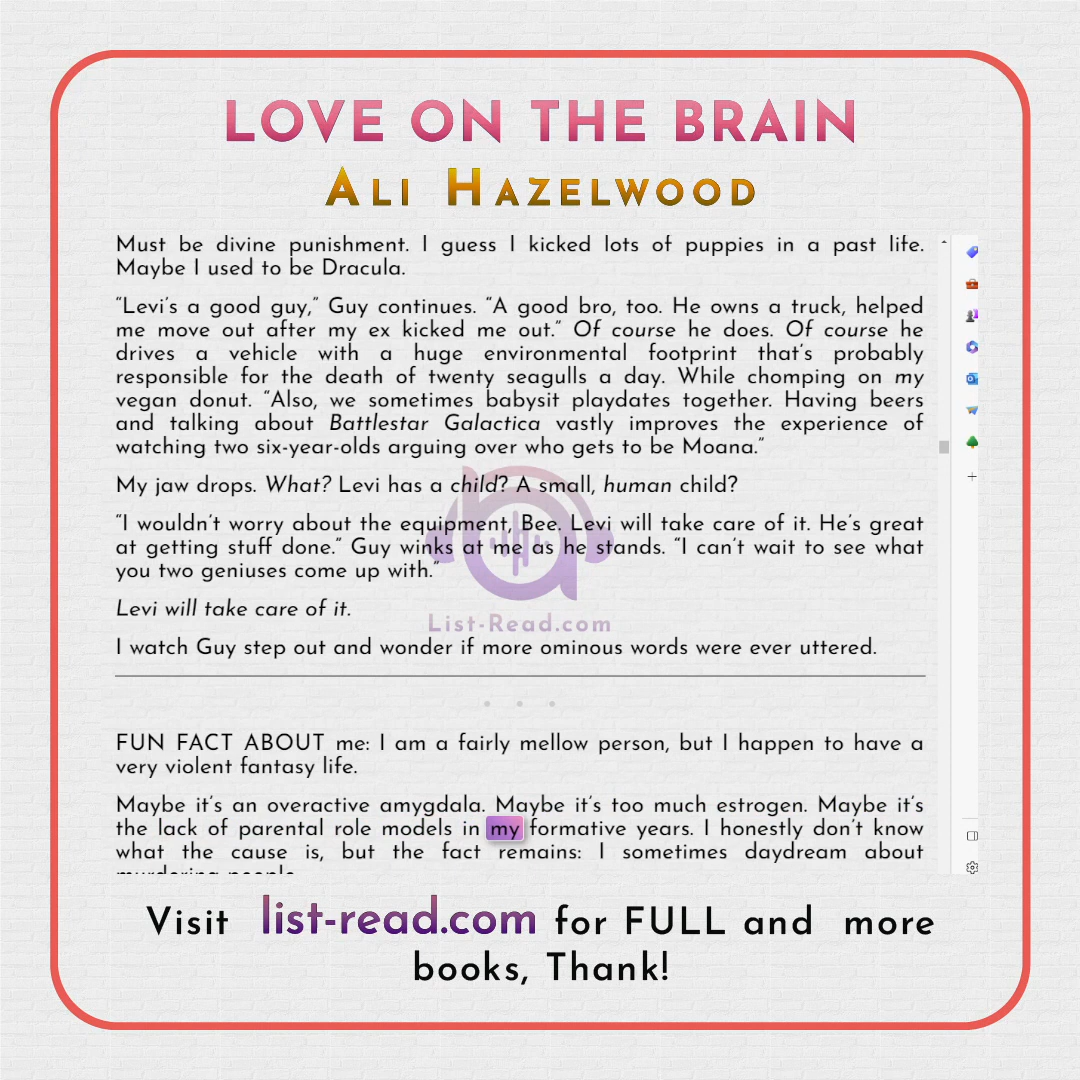 LOVE ON THE BRAIN
ALI HAZELWOOD
Must be divine punishment. I guess I kicked lots of puppies in a past life.
Maybe I used to be Dracula.
“Levi’s a good guy,” Guy continues. “A good bro, too. He owns a truck, helped
me move out after my ex kicked me out.” Of course he does. Of course he
drives a vehicle with a huge environmental footprint that’s probably
responsible for the death of twenty seagulls a day. While chomping on my
vegan donut. “Also, we sometimes babysit playdates together. Having beers
and talking about Battlestar Galactica vastly improves the experience of
watching two six-year-olds arguing over who gets to be Moana.”
My jaw drops. What? Levi has a child? A small, human child?
“I wouldn’t worry about the equipment, Bee. Levi will take care of it. He’s great
at getting stuff done.” Guy winks at me as he stands. “I can’t wait to see what
you two geniuses come up with.”
Levi will take care of it.
List-Read.com
I watch Guy step out and wonder if more ominous words were ever uttered.
FUN FACT ABOUT me: I am a fairly mellow person, but I happen to have a
very violent fantasy life.
Maybe it’s an overactive amygdala. Maybe it’s too much estrogen. Maybe it’s
the lack of parental role models in my formative years. I honestly don’t know
what the cause is, but the fact remains: I sometimes daydream about
murdering people.
Visit list-read.com for FULL and more
books, Thank!